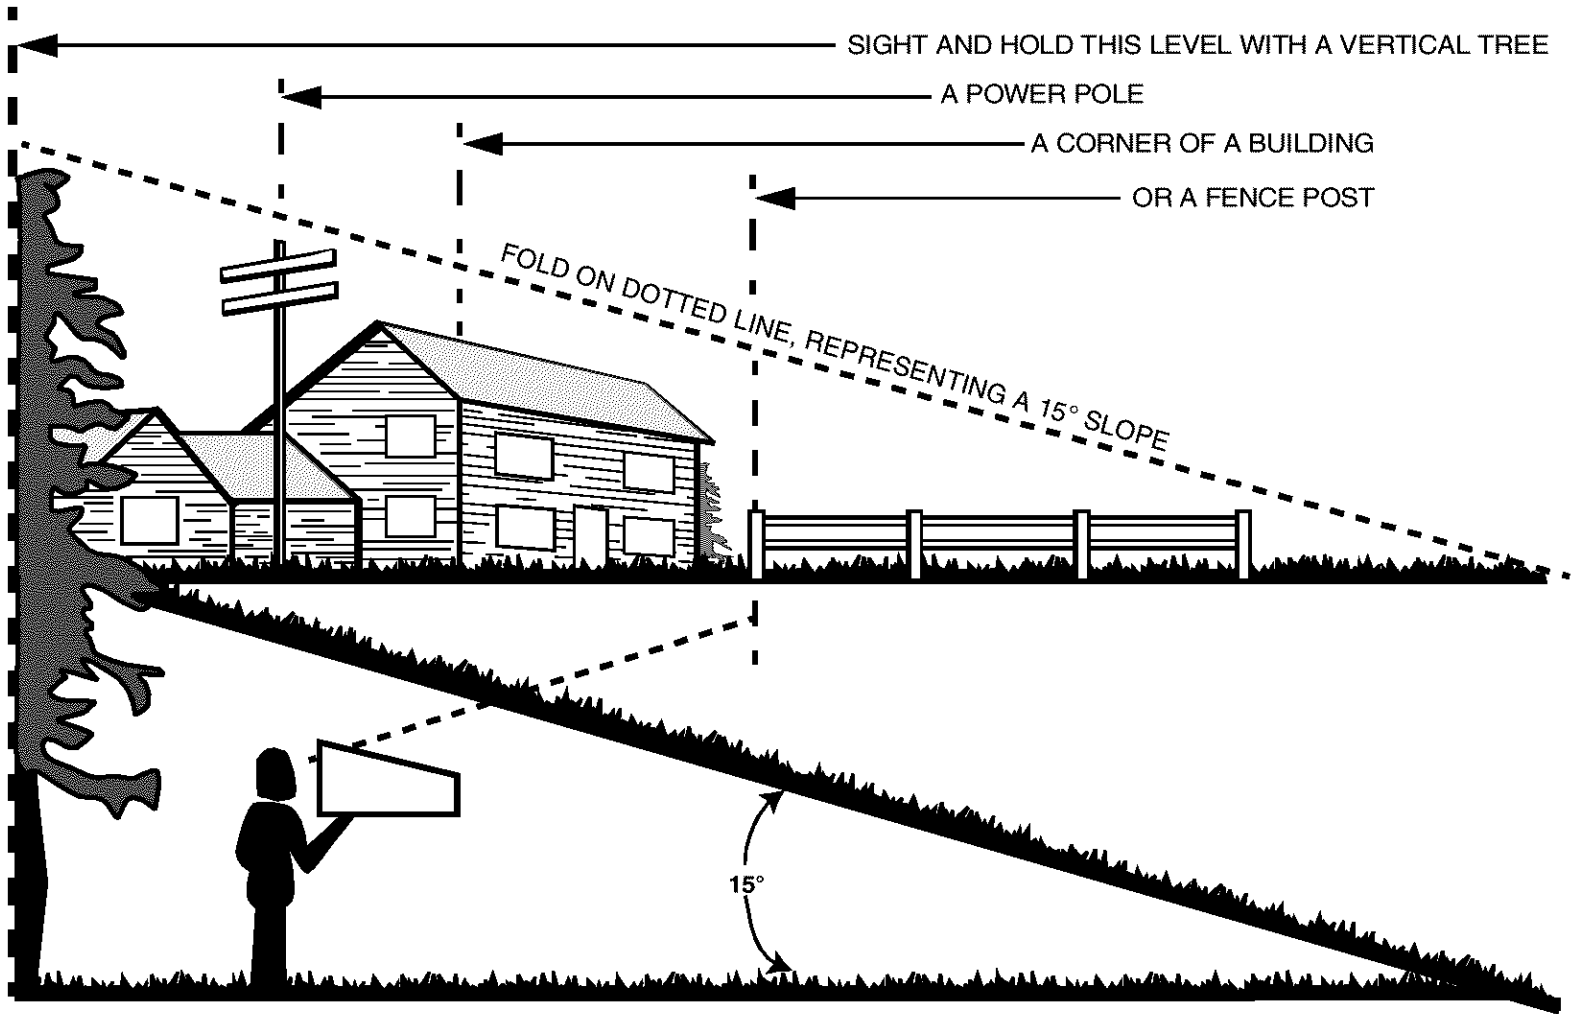 SIGHT AND HOLD THIS LEVEL WITH A VERTICAL TREE
A POWER POLE
A CORNER OF A BUILDING
OR A FENCE POST
FOLD ON DOTTED LINE, REPRESENTING A 15° SLOPE
15°